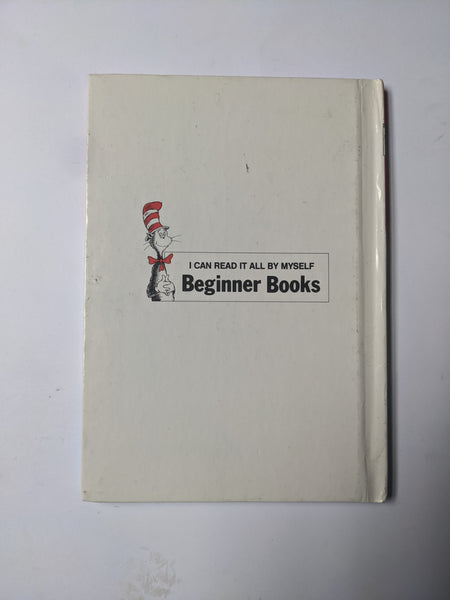 I CAN READ IT ALL BY MYSELF
Beginner Books